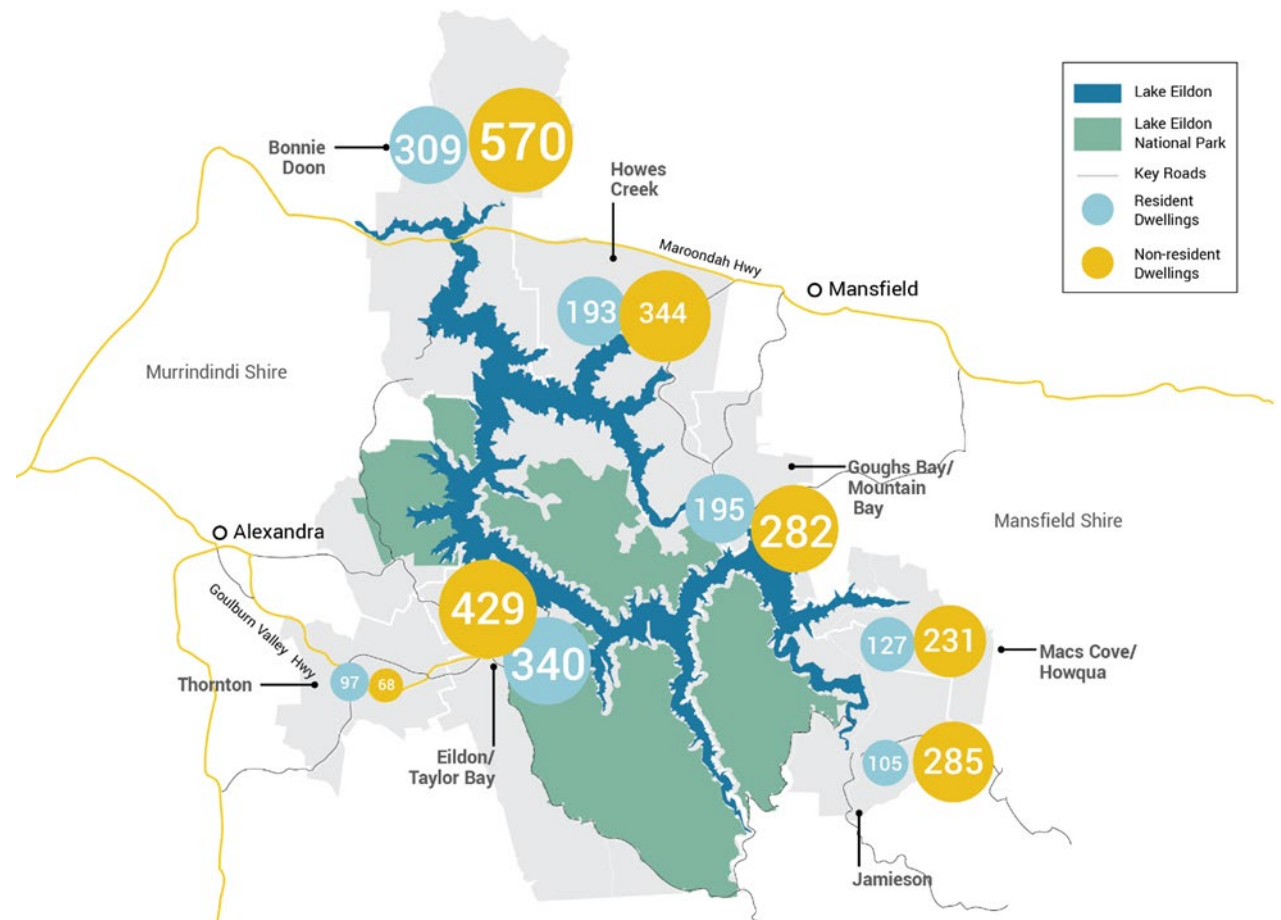 Bonnie
Doon
309
570
Howes
Creek
Maroondah Hwy
193
344
Mansfield
Lake Eildon
Lake Eildon
National Park
Key Roads
Resident
Dwellings
Non-resident
Dwellings
Murrindindi Shire
Goughs Bay/
Mountain
Bay
195
282
Mansfield Shire
Alexandra
Goulburn Valley Hwy
429
340
Thornton
97
68
Eildon/
Taylor Bay
127
231
Macs Cove/
Howqua
105
285
Jamieson